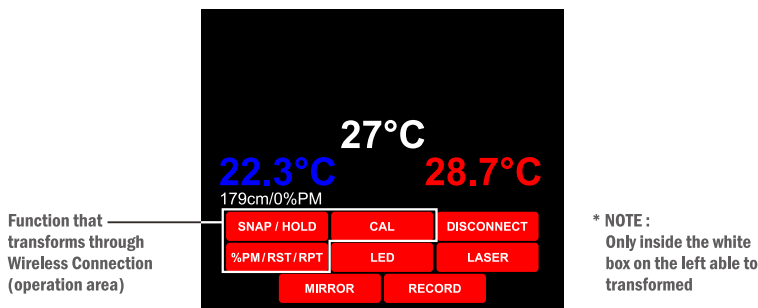 27°C
22.3°C 28.7°C
179cm/0%PM
SNAP / HOLD CAL DISCONNECT
%PM/RST/RPT LED LASER
MIRROR RECORD
Function that
transforms through
Wireless Connection
(operation area)
* NOTE :
Only inside the white
box on the left able to
transformed